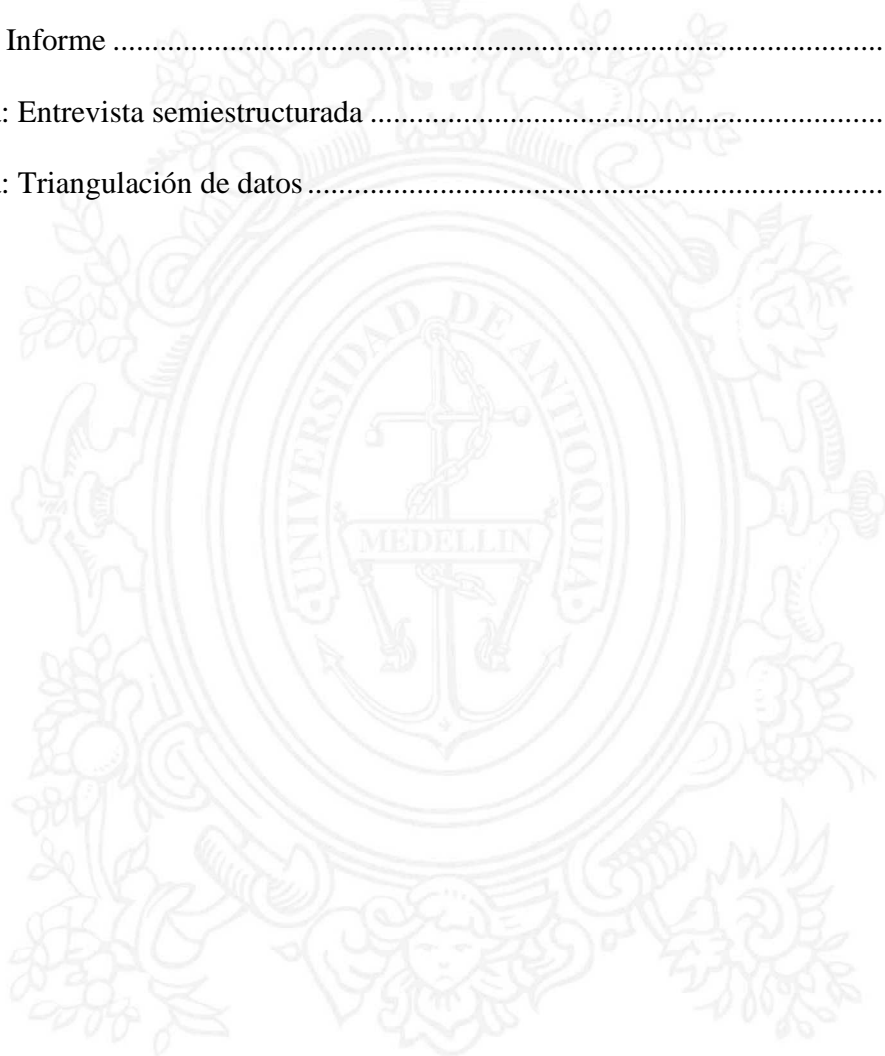 Informe ....................................................................................................
: Entrevista semiestructurada ..................................................................
: Triangulación de datos ..........................................................................
UNIVERSIDAD DE ANTIOQUIA
MEDELLIN